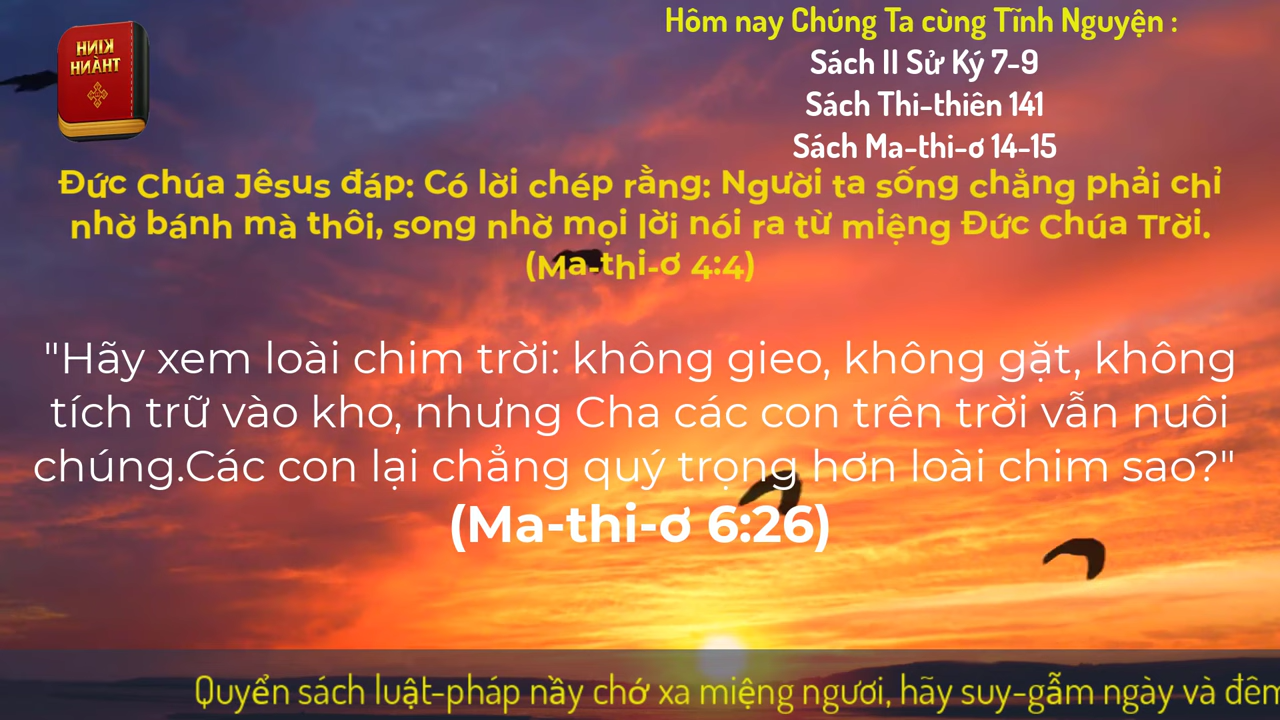 KINH
THÁNH
Hôm nay Chúng Ta cùng Tĩnh Nguyện :
Sách II Sử Ký 7-9
Sách Thi-thiên 141
Sách Ma-thi-ơ 14-15
Đức Chúa Jêsus đáp: Có lời chép rằng: Người ta sống chẳng phải chỉ
nhờ bánh mà thôi, song nhờ mọi lời nói ra từ miệng Đức Chúa Trời.
(Ma-thi-ơ 4:4)
"Hãy xem loài chim trời: không gieo, không gặt, không
tích trữ vào kho, nhưng Cha các con trên trời vẫn nuôi
chúng.Các con lại chẳng quý trọng hơn loài chim sao?"
(Ma-thi-ơ 6:26)
Quyển sách luật-pháp nầy chớ xa miệng ngươi, hãy suy-gẫm ngày và đêm